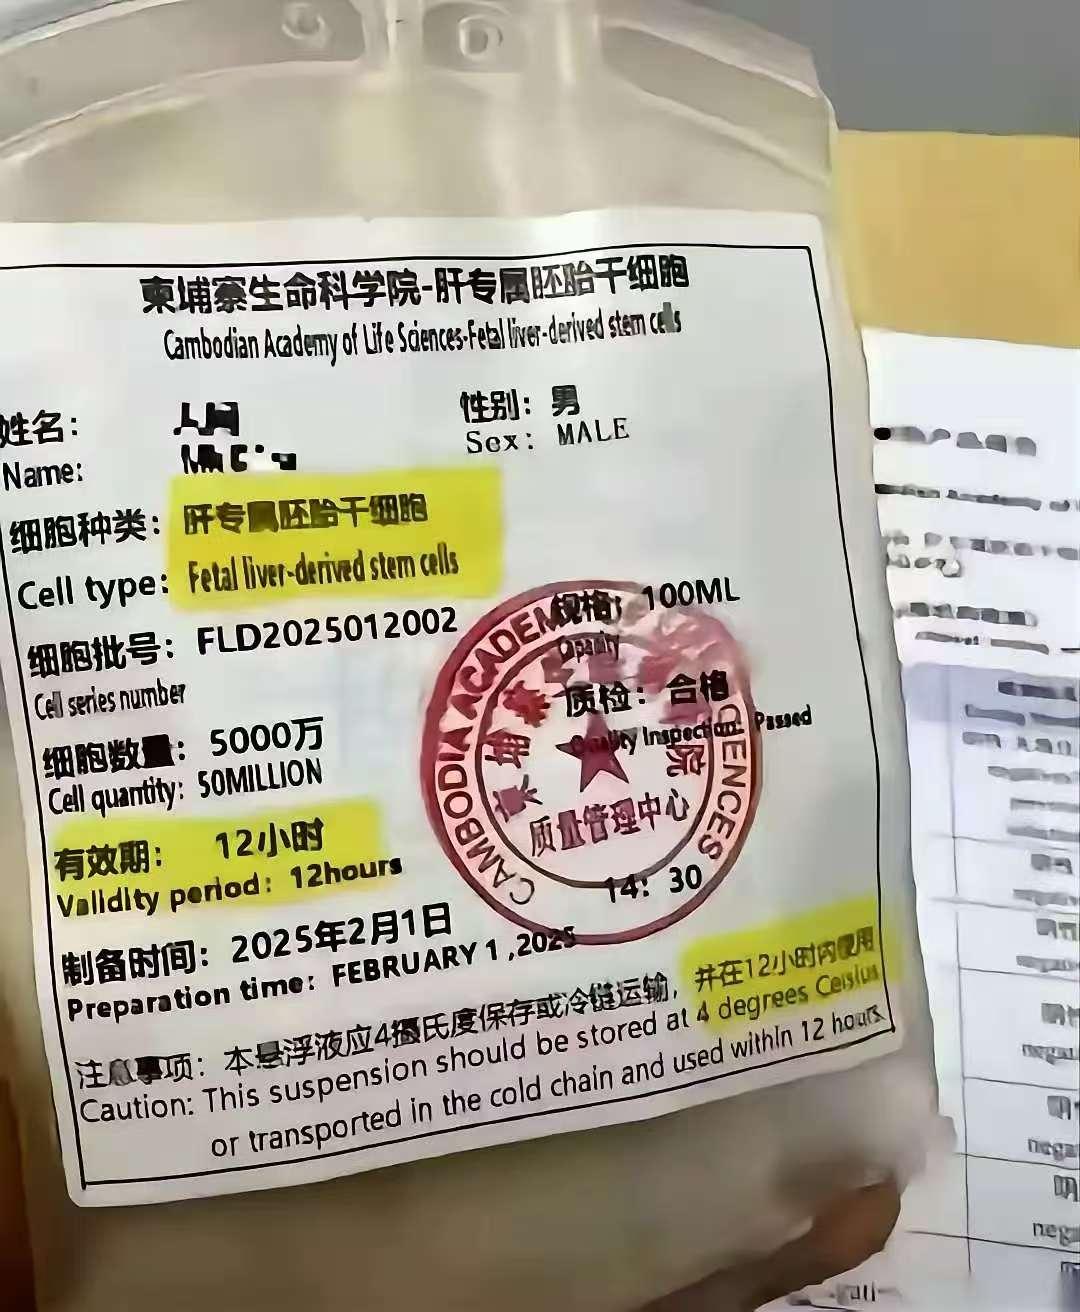 柬埔寨生命科学院-肝专属胚胎干细胞
Cambodian Academy of Life Sciences-Fetal liver-derived stem cells
姓名：
性别：男
Name:
Sex: MALE
细胞种类：肝专属胚胎干细胞
Cell type: Fetal liver-derived stem cells
细胞批号：FLD2025012002
规格：100ML
Cell series number
Capacity
细胞数量：5000万
质检：合格
Cell quantity: 50MILLION
Quality Inspection: Passed
有效期：12小时
Validity period: 12hours
制备时间：2025年2月1日
14：30
Preparation time: FEBRUARY 1 ,2025
注意事项：本悬浮液应4摄氏度保存或冷链运输，并在12小时内使用
Caution: This suspension should be stored at 4 degrees Celsius
or transported in the cold chain and used within 12 hours
CAMBODIA ACADEM
CIENCES
柬埔
院
质量管理中心